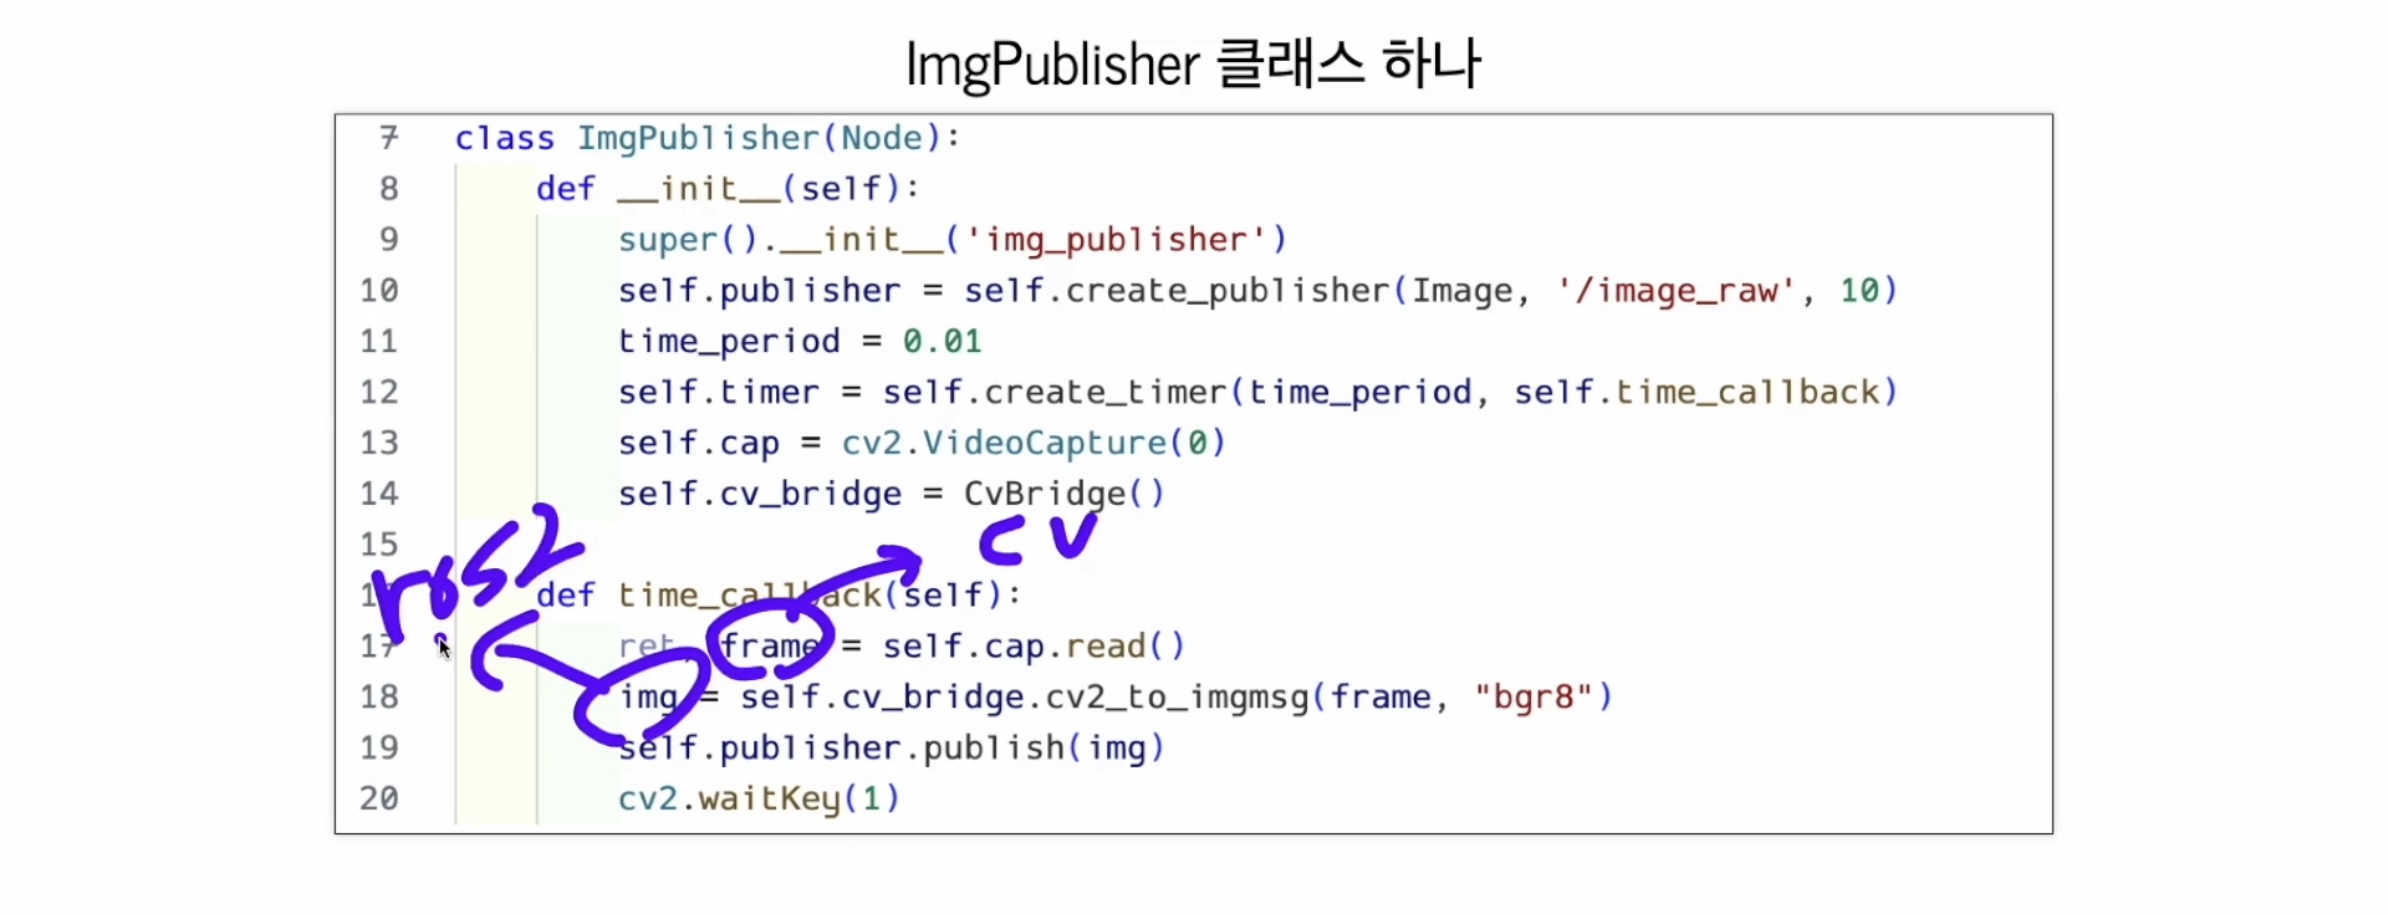 ImgPublisher 클래스 하나
7 class ImgPublisher(Node):
8 def __init__(self):
9 super().__init__('img_publisher')
10 self.publisher = self.create_publisher(Image, '/image_raw', 10)
11 time_period = 0.01
12 self.timer = self.create_timer(time_period, self.time_callback)
13 self.cap = cv2.VideoCapture(0)
14 self.cv_bridge = CvBridge()
cv
15
ros2
16 def time_callback(self):
17 ret, frame = self.cap.read()
18 img = self.cv_bridge.cv2_to_imgmsg(frame, "bgr8")
19 self.publisher.publish(img)
20 cv2.waitKey(1)